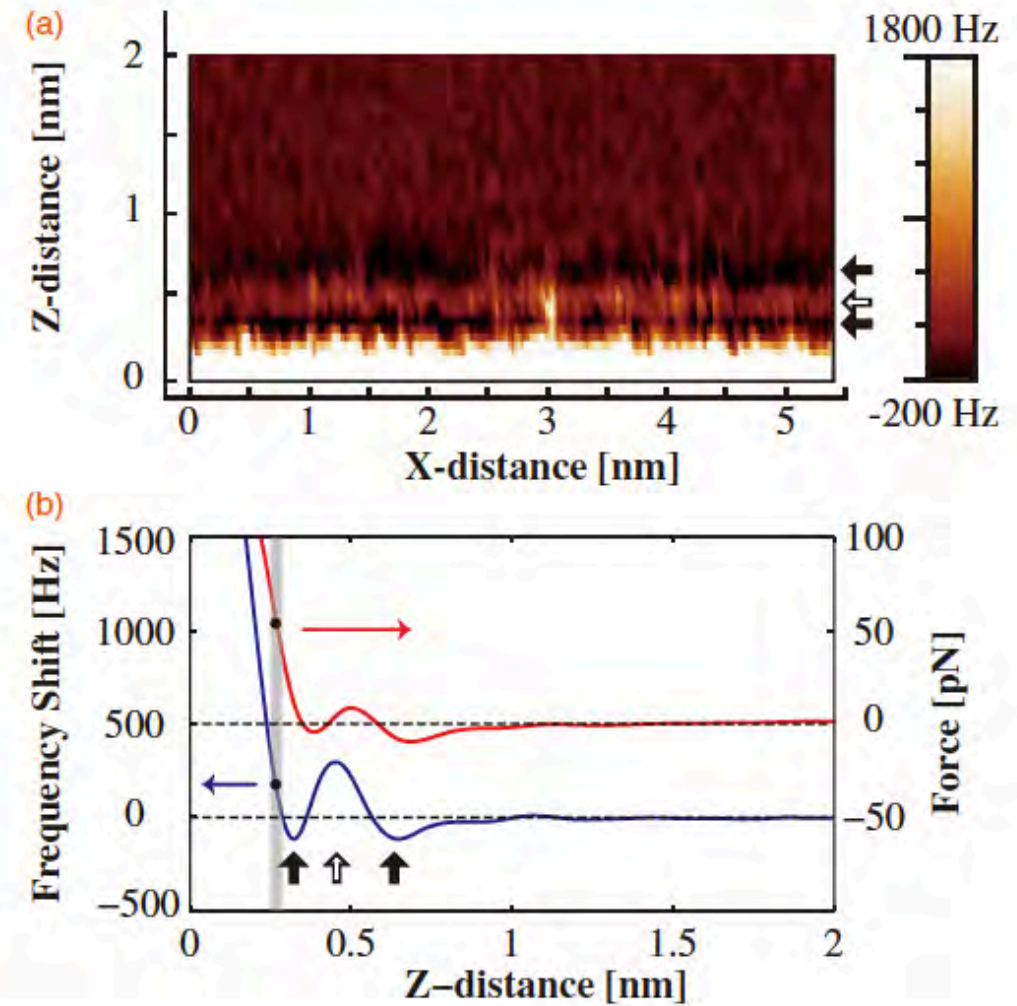 (a)
1800 Hz
2
1
0
Z-distance [nm]
0 1 2 3 4 5
-200 Hz
X-distance [nm]
(b)
1500
1000
500
0
−500
Frequency Shift [Hz]
100
50
0
−50
Force [pN]
0 0.5 1 1.5 2
Z−distance [nm]